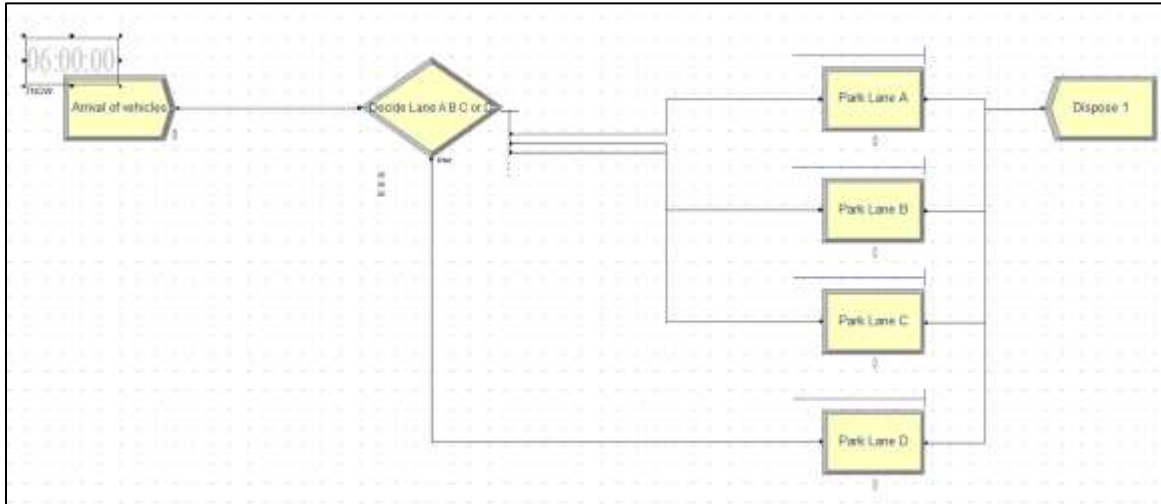 06:00:00
Arrival of vehicles
Decide Lane A B C or D
Park Lane A
Dispose 1
Park Lane B
Park Lane C
Park Lane D